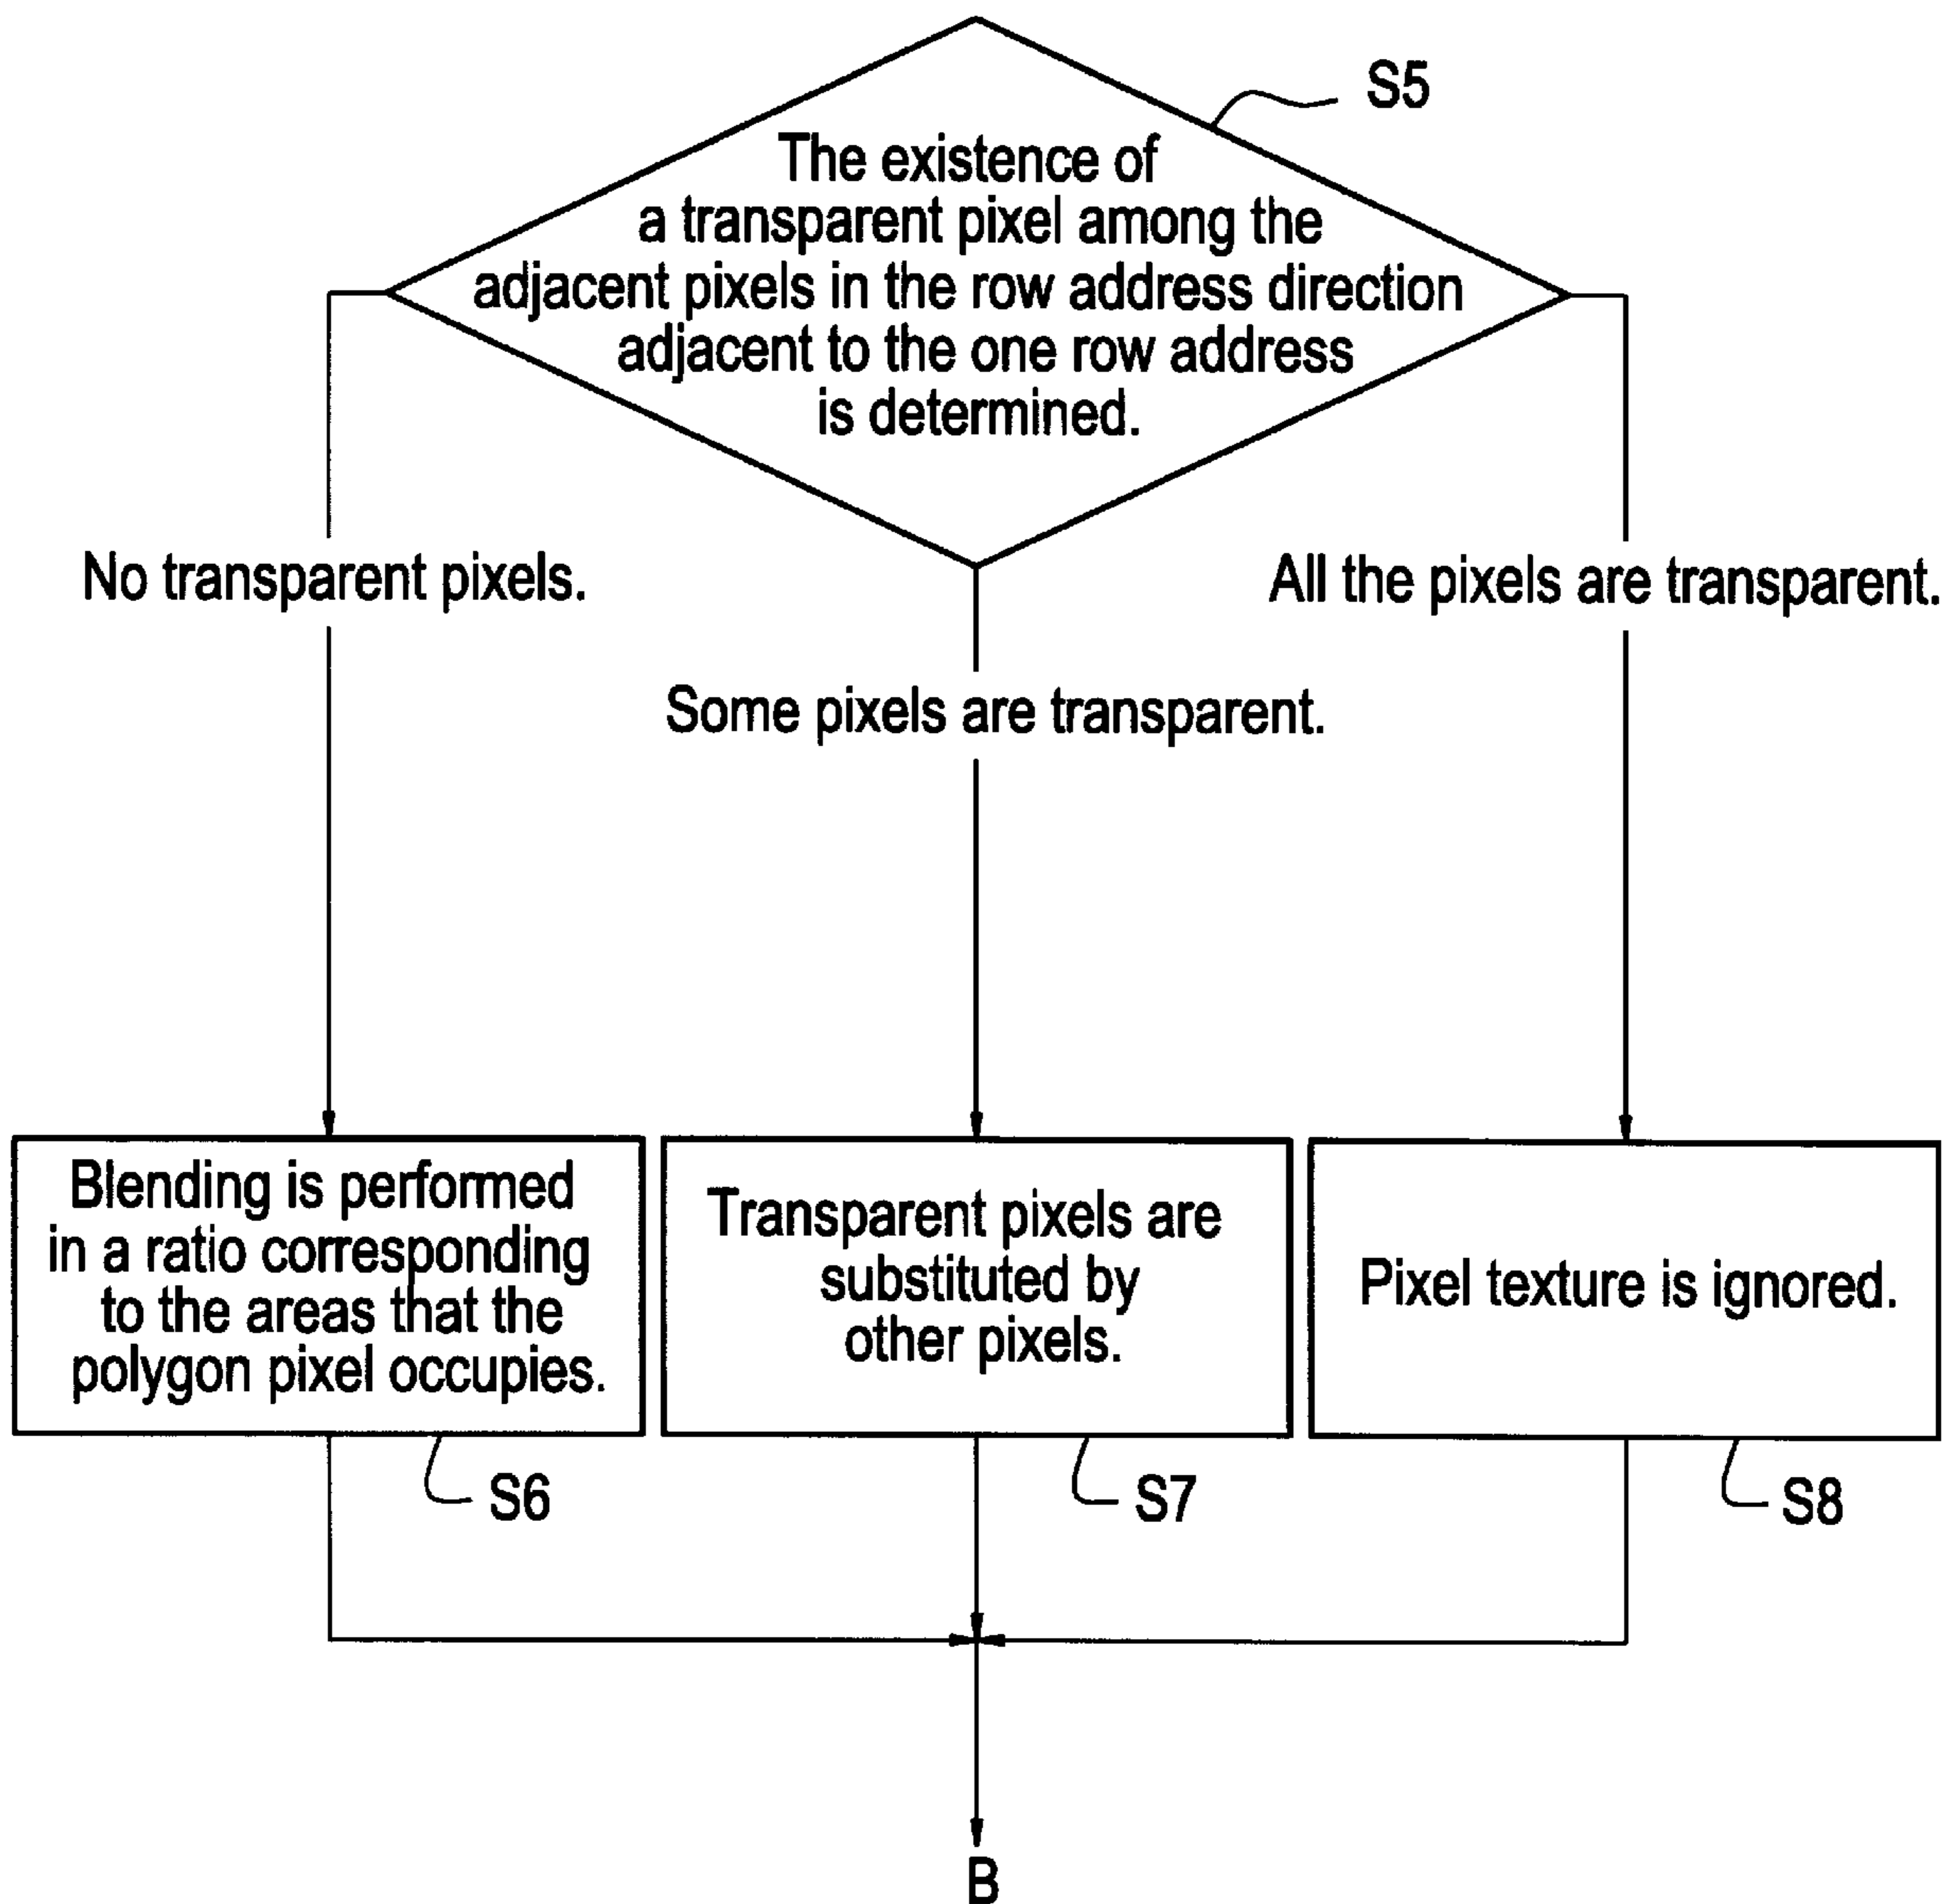 S5
The existence of
a transparent pixel among the
adjacent pixels in the row address direction
adjacent to the one row address
is determined.
No transparent pixels.
All the pixels are transparent.
Some pixels are transparent.
Blending is performed
in a ratio corresponding
to the areas that the
polygon pixel occupies.
Transparent pixels are
substituted by
other pixels.
Pixel texture is ignored.
S6
S7
S8
B